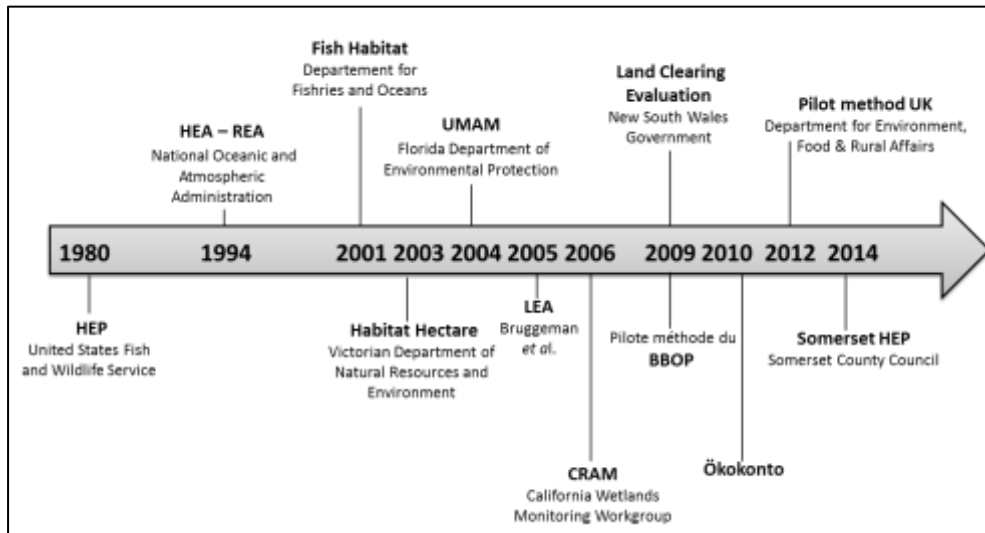 Fish Habitat
Departement for
Fishries and Oceans
Land Clearing
Evaluation
New South Wales
Government
Pilot method UK
Department for Environment,
Food & Rural Affairs
HEA – REA
National Oceanic and
Atmospheric
Administration
UMAM
Florida Department of
Environmental Protection
1980 1994 2001 2003 2004 2005 2006 2009 2010 2012 2014
HEP
United States Fish
and Wildlife Service
Habitat Hectare
Victorian Department of
Natural Resources and
Environment
LEA
Bruggeman
et al.
Pilote méthode du
BBOP
Somerset HEP
Somerset County Council
CRAM
California Wetlands
Monitoring Workgroup
Ökokonto